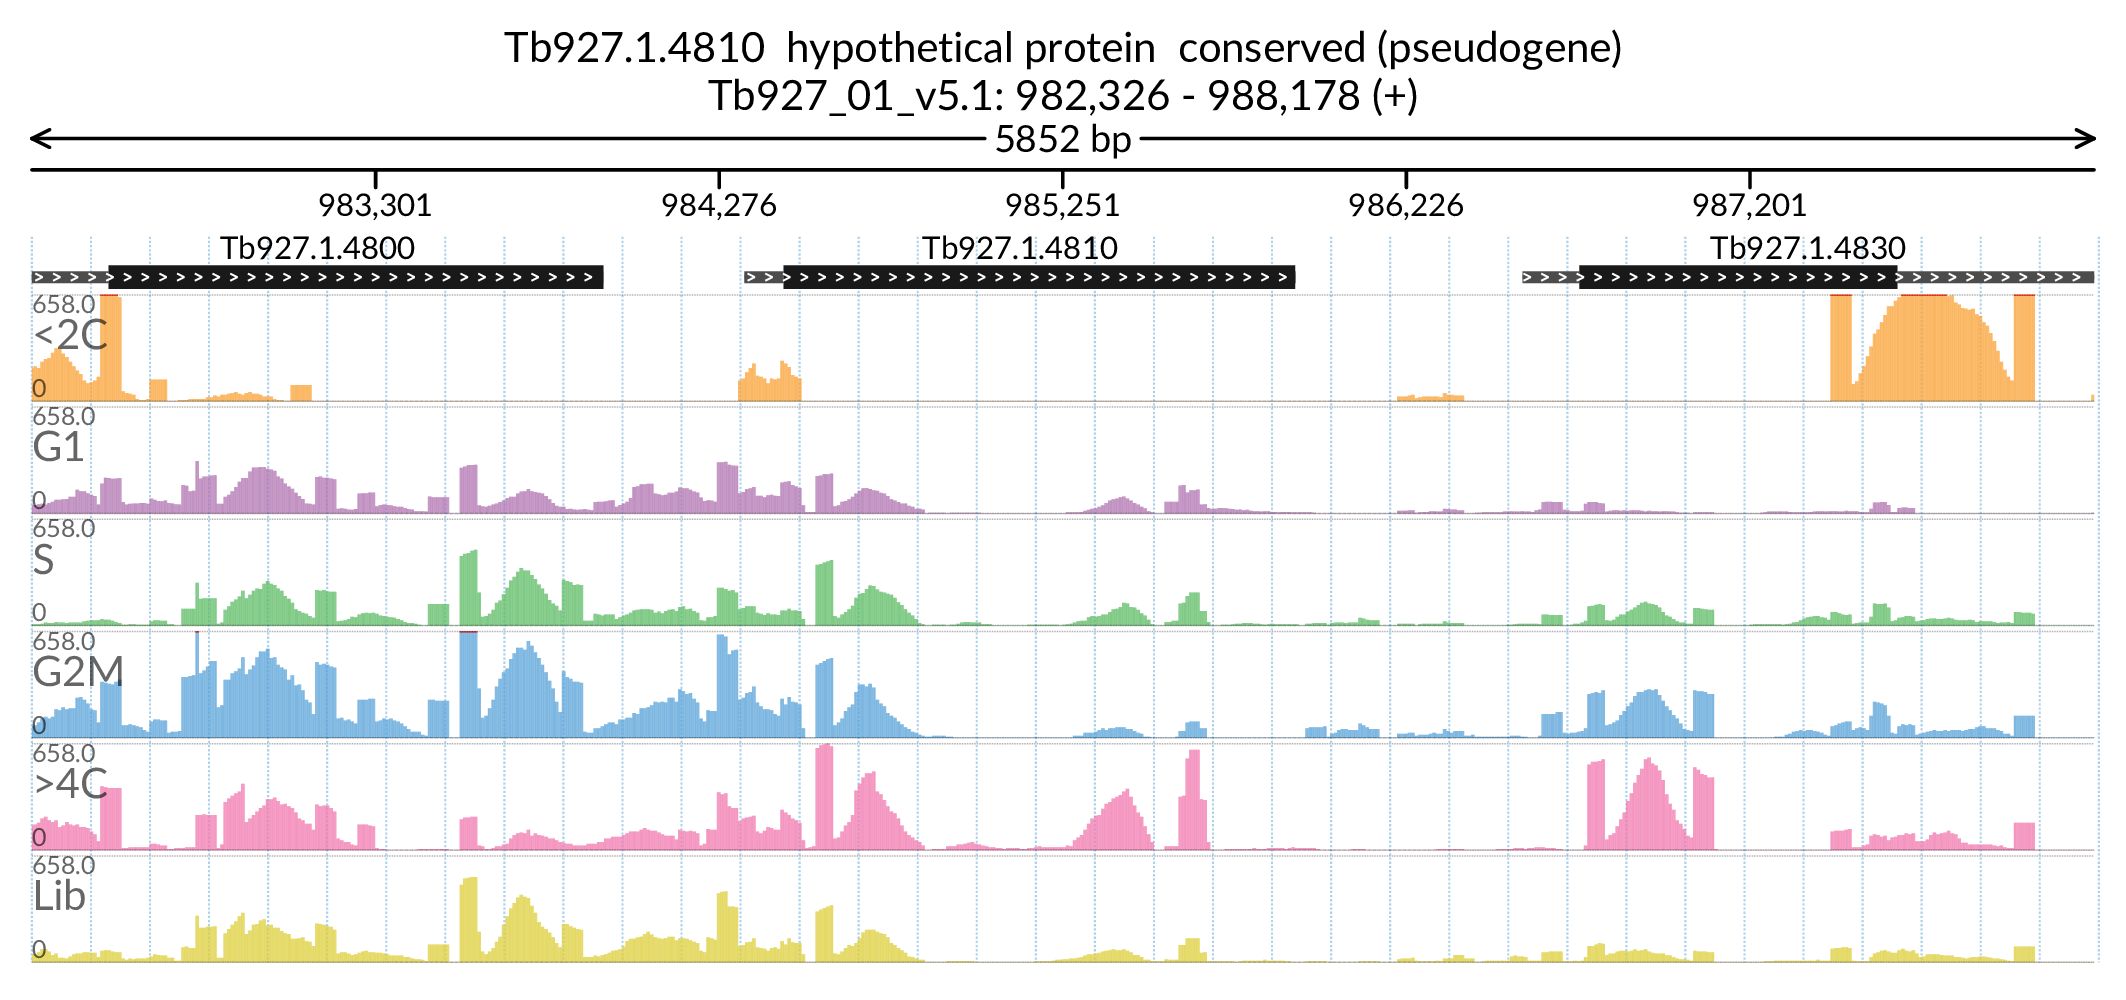 Tb927.1.4810  hypothetical protein  conserved (pseudogene)
Tb927_01_v5.1: 982,326 - 988,178 (+)
5852 bp
983,301 984,276 985,251 986,226 987,201
Tb927.1.4800 Tb927.1.4810 Tb927.1.4830
658.0
<2C
0
658.0
G1
0
658.0
S
0
658.0
G2M
0
658.0
>4C
0
658.0
Lib
0